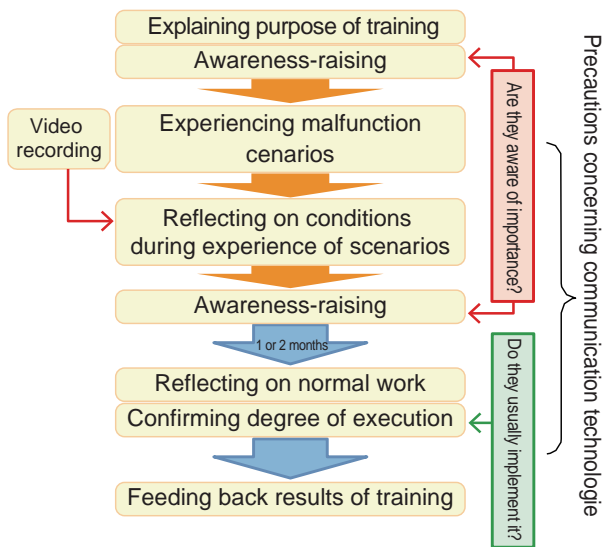 Explaining purpose of training
Awareness-raising
Video
recording
Experiencing malfunction
cenarios
Reflecting on conditions
during experience of scenarios
Awareness-raising
1 or 2 months
Reflecting on normal work
Confirming degree of execution
Feeding back results of training
Are they aware of importance?
Do they usually implement it?
Precautions concerning communication technologie